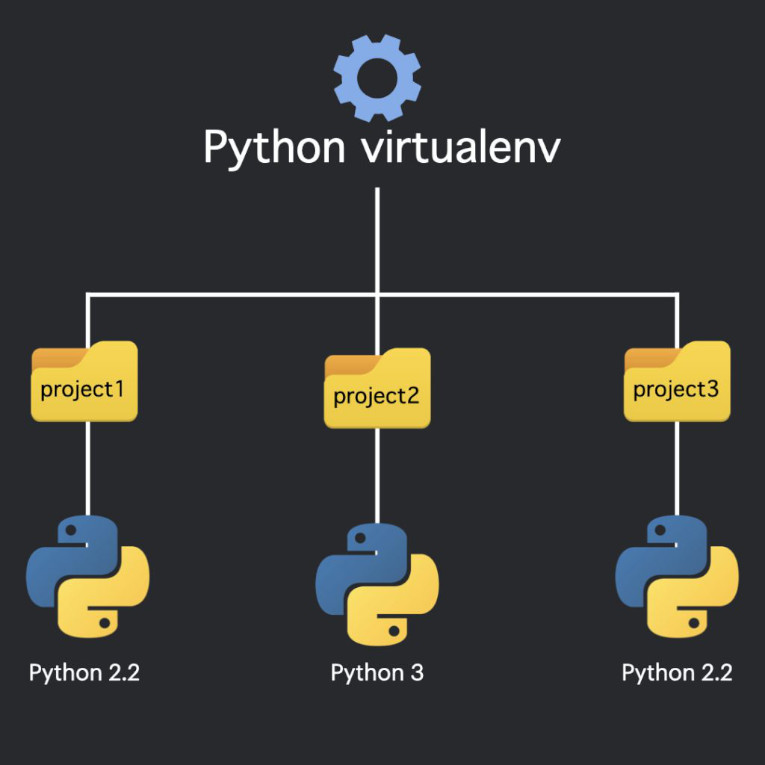 Python virtualenv
project1
project2
project3
Python 2.2
Python 3
Python 2.2